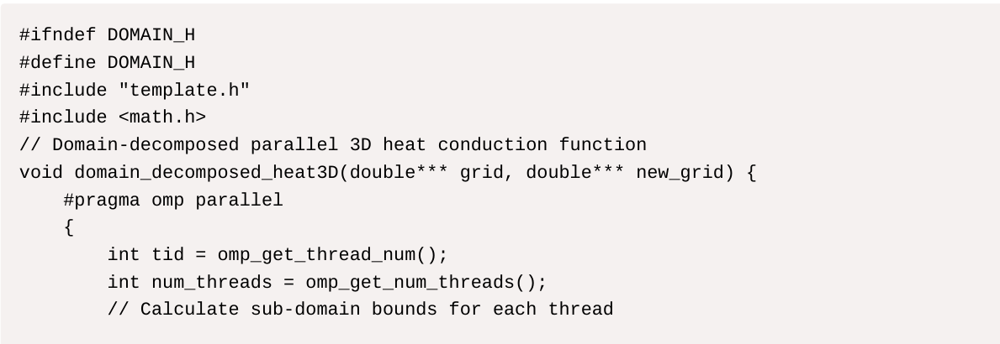 #ifndef DOMAIN_H
#define DOMAIN_H
#include "template.h"
#include <math.h>
// Domain-decomposed parallel 3D heat conduction function
void domain_decomposed_heat3D(double*** grid, double*** new_grid) {
    #pragma omp parallel
    {
        int tid = omp_get_thread_num();
        int num_threads = omp_get_num_threads();
        // Calculate sub-domain bounds for each thread